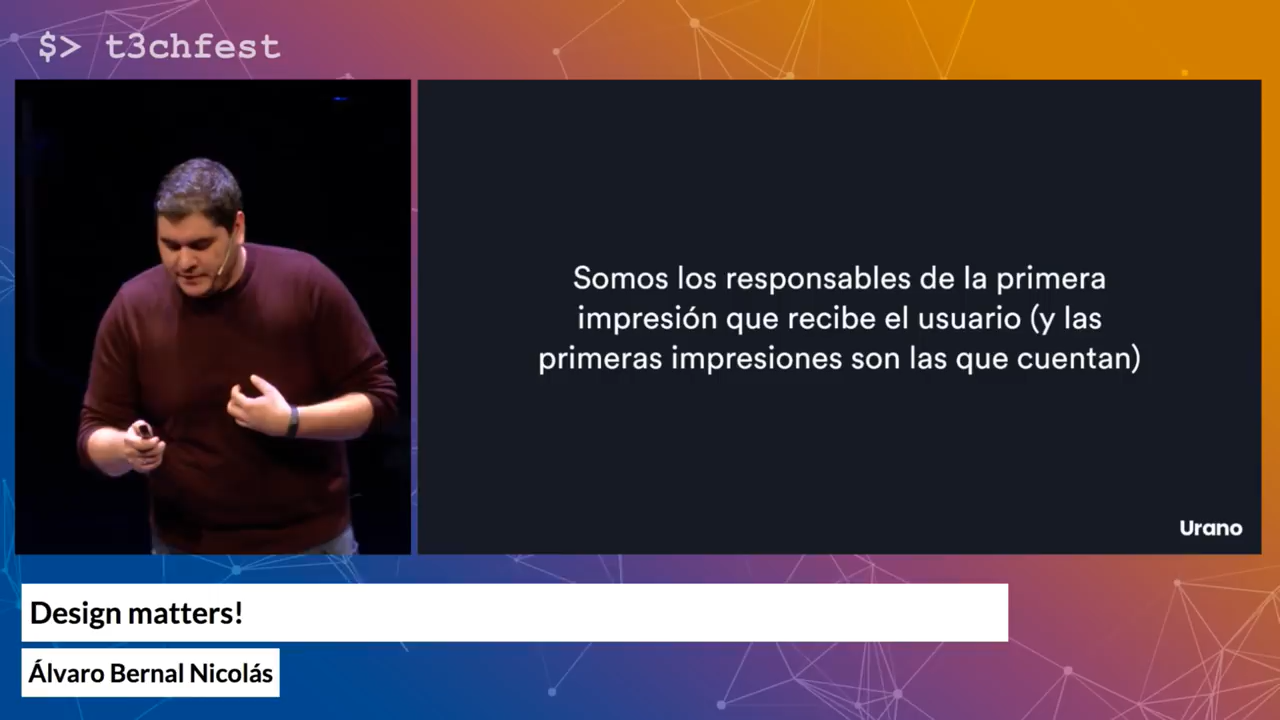 $> t3chfest
Somos los responsables de la primera
impresión que recibe el usuario (y las
primeras impresiones son las que cuentan)
Urano
Design matters!
Álvaro Bernal Nicolás